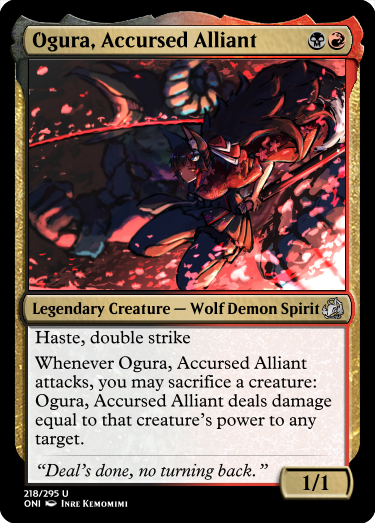 Ogura, Accursed Alliant
Legendary Creature — Wolf Demon Spirit
Haste, double strike
Whenever Ogura, Accursed Alliant
attacks, you may sacrifice a creature:
Ogura, Accursed Alliant deals damage
equal to that creature's power to any
target.
“Deal's done, no turning back.”
1/1
218/295 U
ONI Inre Kemomimi